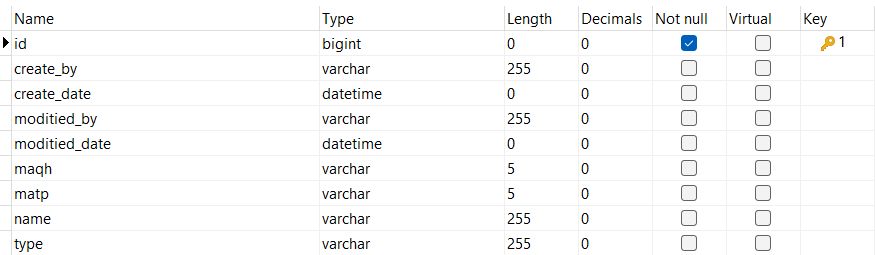 Name Type Length Decimals Not null Virtual Key
id bigint 0 0 1
create_by varchar 255 0
create_date datetime 0 0
moditied_by varchar 255 0
moditied_date datetime 0 0
maqh varchar 5 0
matp varchar 5 0
name varchar 255 0
type varchar 255 0